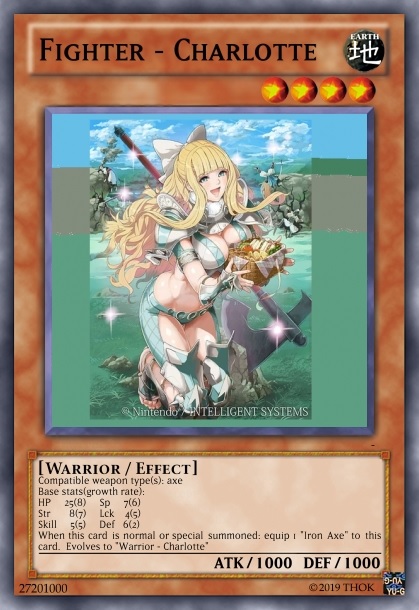 FIGHTER - CHARLOTTE
EARTH
地
© Nintendo / INTELLIGENT SYSTEMS
-
[WARRIOR / EFFECT]
Compatible weapon type(s): axe
Base stats(growth rate):
HP 25(8) Sp 7(6)
Str 8(7) Lck 4(5)
Skill 5(5) Def 6(2)
When this card is normal or special summoned: equip 1 "Iron Axe" to this
card. Evolves to "Warrior - Charlotte"
ATK / 1000 DEF / 1000
27201000
©2019 THOK